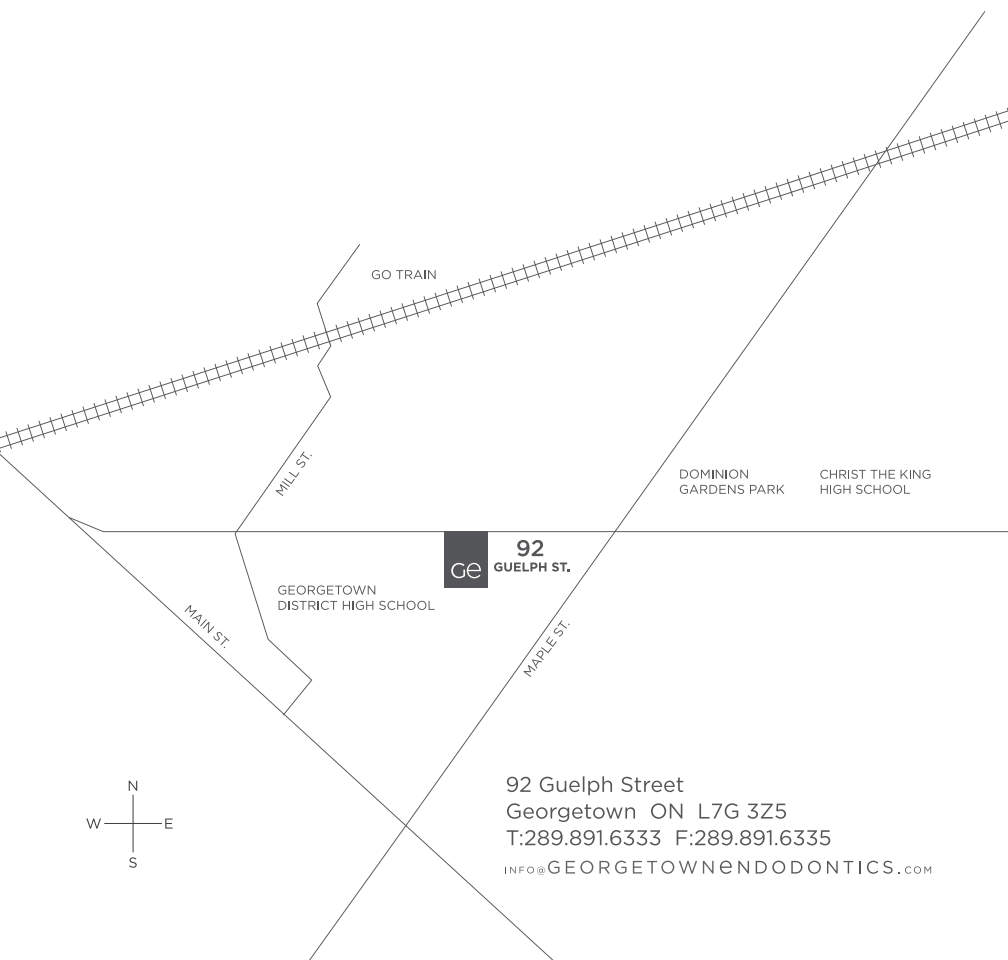 GO TRAIN
MILL ST.
DOMINION
GARDENS PARK
CHRIST THE KING
HIGH SCHOOL
Ge
92
GUELPH ST.
GEORGETOWN
DISTRICT HIGH SCHOOL
MAIN ST.
MAPLE ST.
N
W E
S
92 Guelph Street
Georgetown ON L7G 3Z5
T:289.891.6333 F:289.891.6335
INFO@GEORGETOWNeNDODONTICS.COM